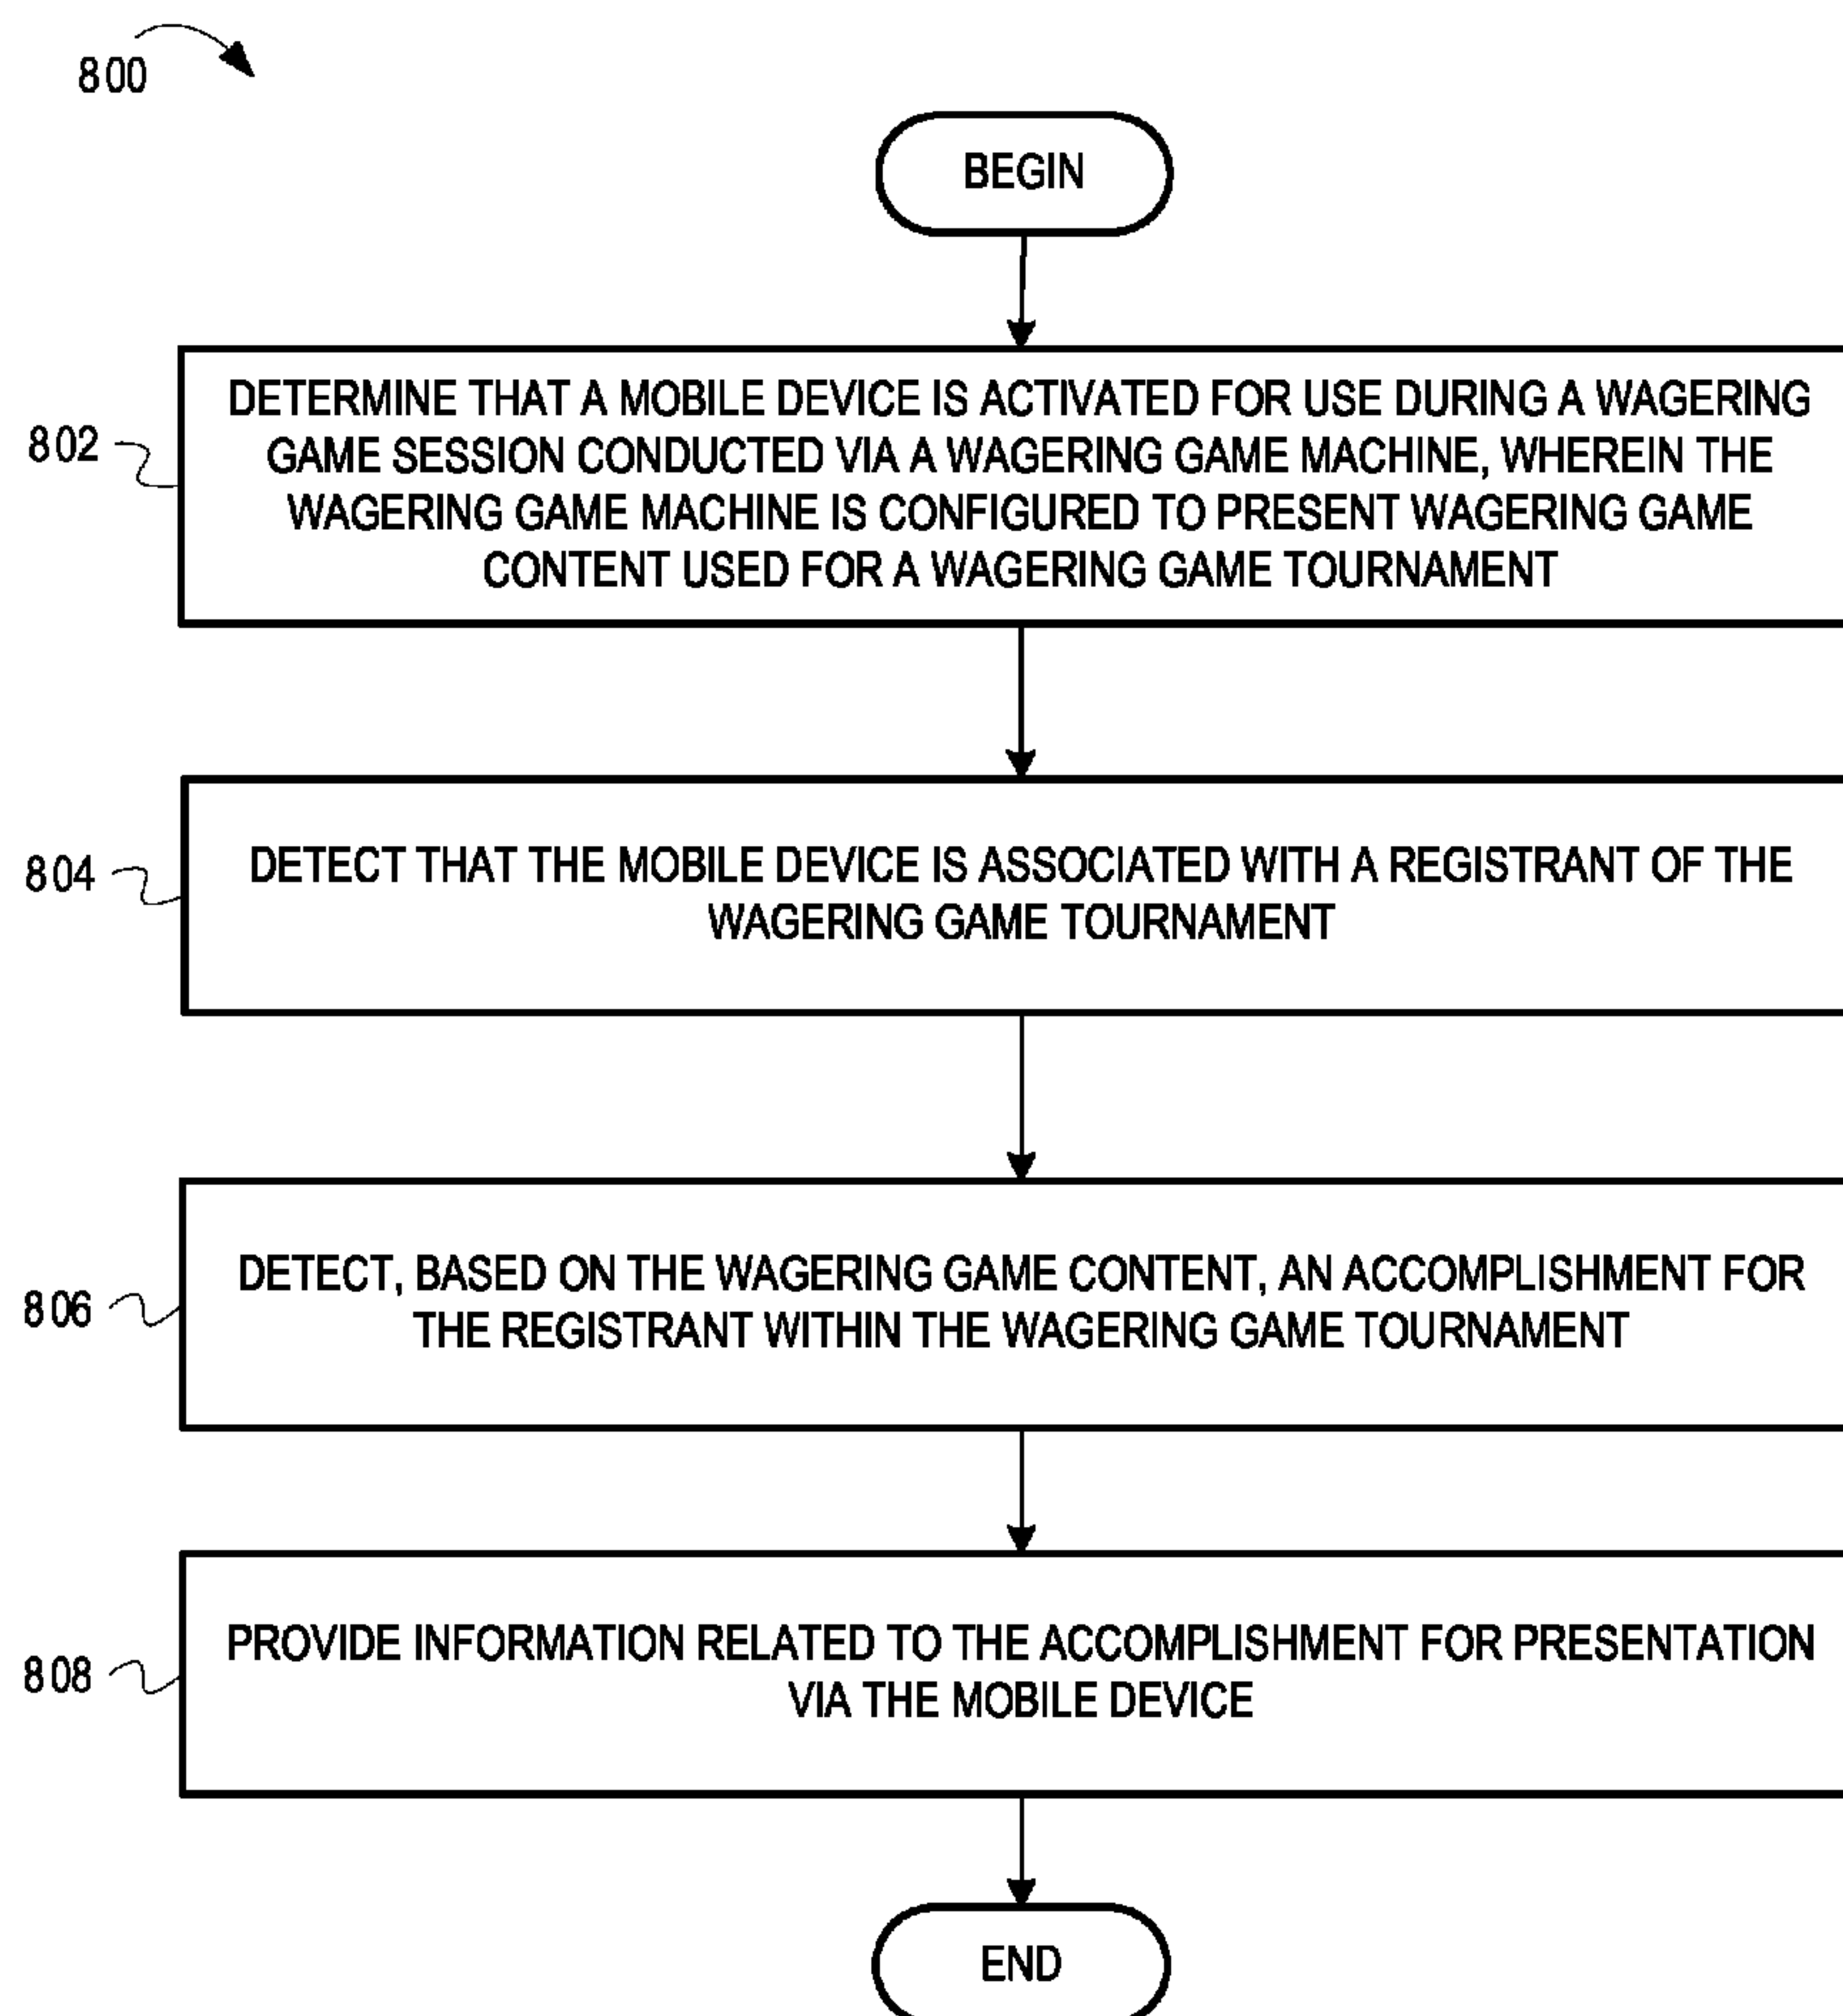 800
BEGIN
802
DETERMINE THAT A MOBILE DEVICE IS ACTIVATED FOR USE DURING A WAGERING
GAME SESSION CONDUCTED VIA A WAGERING GAME MACHINE, WHEREIN THE
WAGERING GAME MACHINE IS CONFIGURED TO PRESENT WAGERING GAME
CONTENT USED FOR A WAGERING GAME TOURNAMENT
804
DETECT THAT THE MOBILE DEVICE IS ASSOCIATED WITH A REGISTRANT OF THE
WAGERING GAME TOURNAMENT
806
DETECT, BASED ON THE WAGERING GAME CONTENT, AN ACCOMPLISHMENT FOR
THE REGISTRANT WITHIN THE WAGERING GAME TOURNAMENT
808
PROVIDE INFORMATION RELATED TO THE ACCOMPLISHMENT FOR PRESENTATION
VIA THE MOBILE DEVICE
END